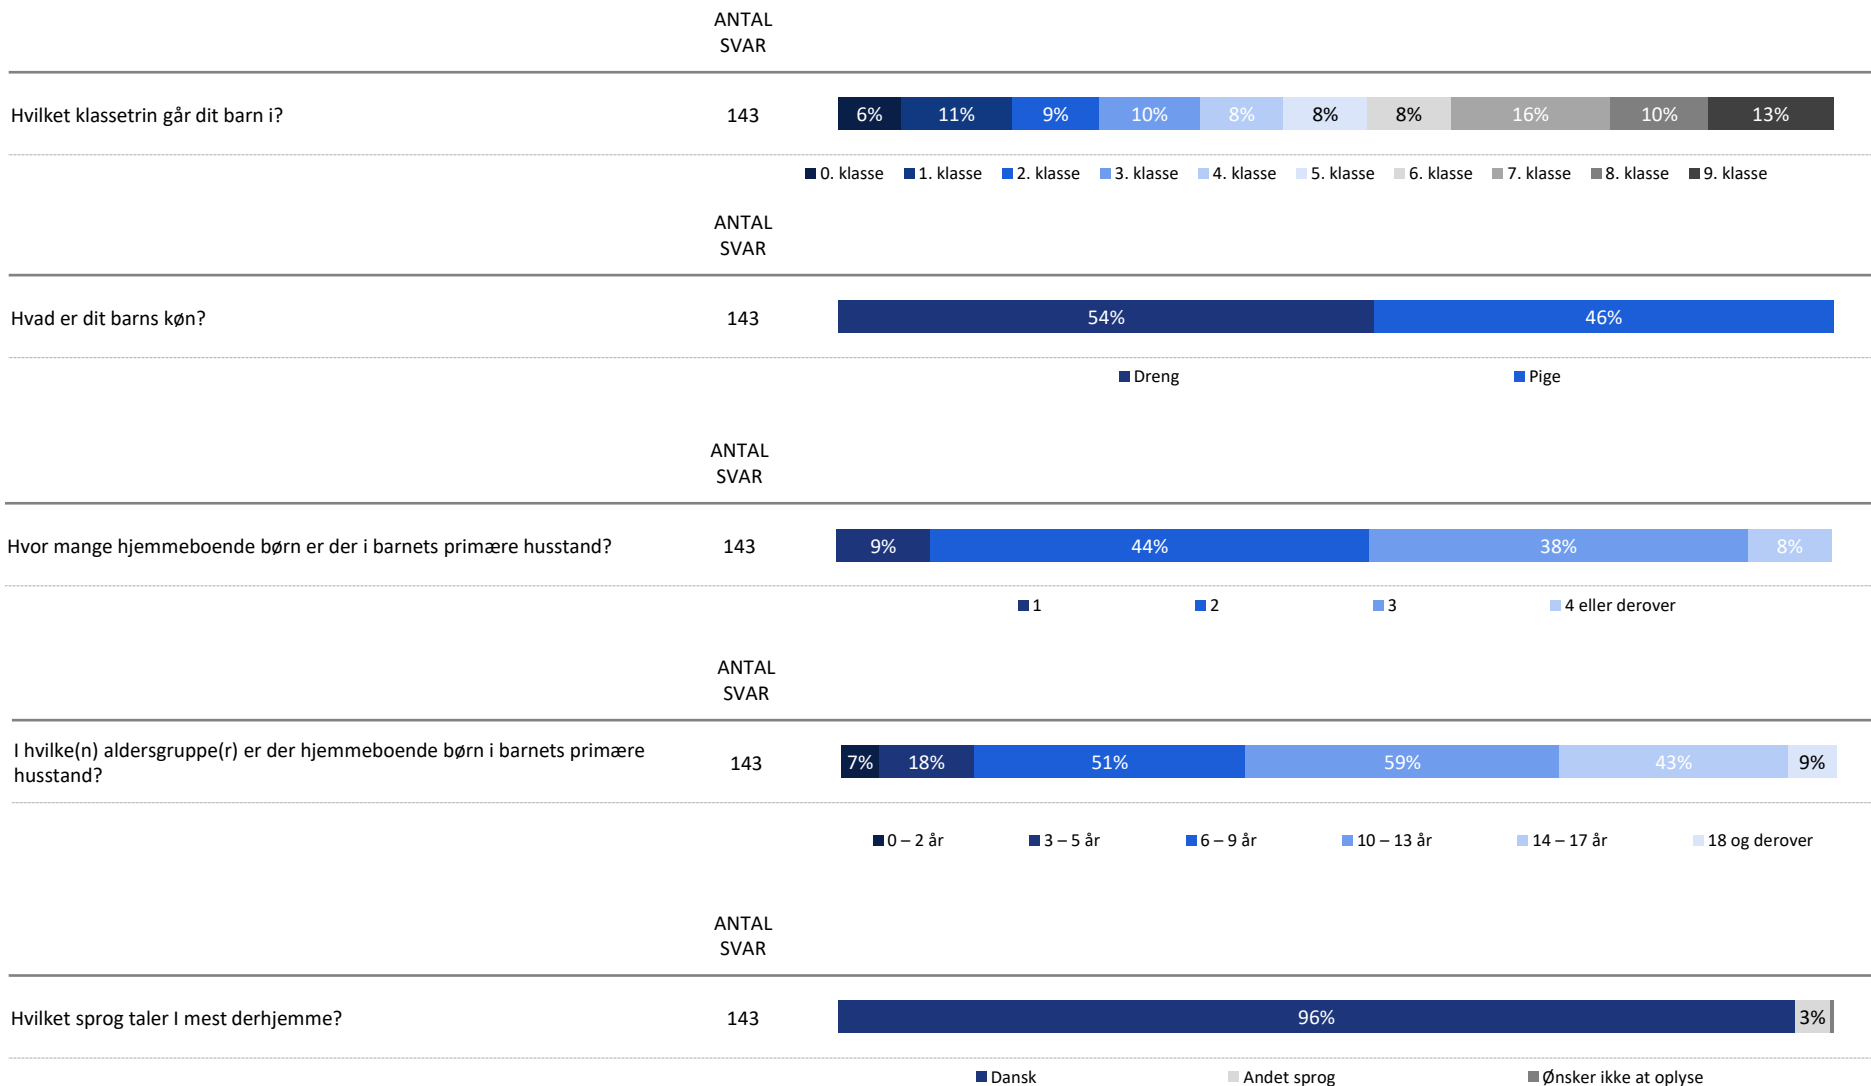 ANTAL
SVAR
Hvilket klassetrin går dit barn i?
143
6% 11% 9% 10% 8% 8% 8% 16% 10% 13%
0. klasse 1. klasse 2. klasse 3. klasse 4. klasse 5. klasse 6. klasse 7. klasse 8. klasse 9. klasse
ANTAL
SVAR
Hvad er dit barns køn?
143
54% 46%
Dreng Pige
ANTAL
SVAR
Hvor mange hjemmeboende børn er der i barnets primære husstand?
143
9% 44% 38% 8%
1 2 3 4 eller derover
ANTAL
SVAR
I hvilke(n) aldersgruppe(r) er der hjemmeboende børn i barnets primære
husstand?
143
7% 18% 51% 59% 43% 9%
0 – 2 år 3 – 5 år 6 – 9 år 10 – 13 år 14 – 17 år 18 og derover
ANTAL
SVAR
Hvilket sprog taler I mest derhjemme?
143
96% 3%
Dansk Andet sprog Ønsker ikke at oplyse